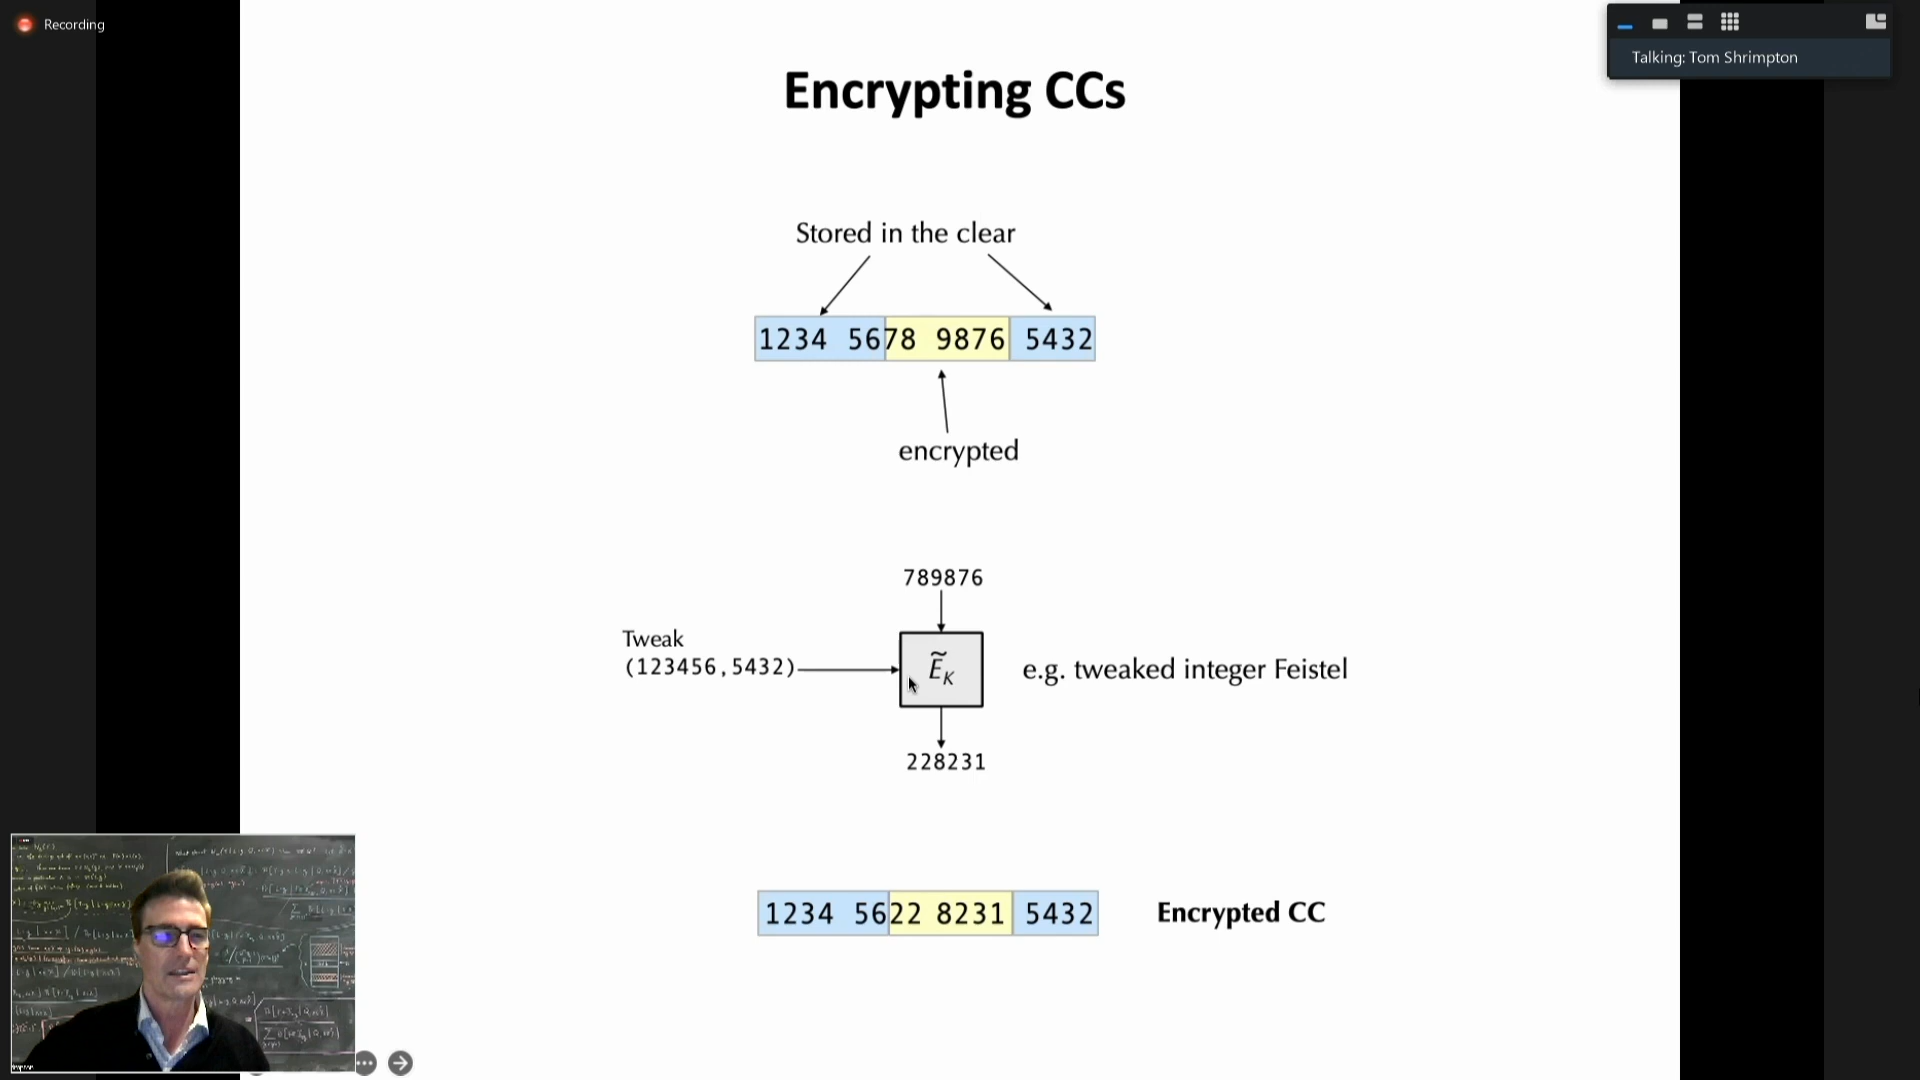 Recording
Talking: Tom Shrimpton
Encrypting CCs
Stored in the clear
1234 5678 9876 5432
encrypted
789876
Tweak
(123456,5432)
Ẽ_K
e.g. tweaked integer Feistel
228231
1234 5622 8231 5432
Encrypted CC